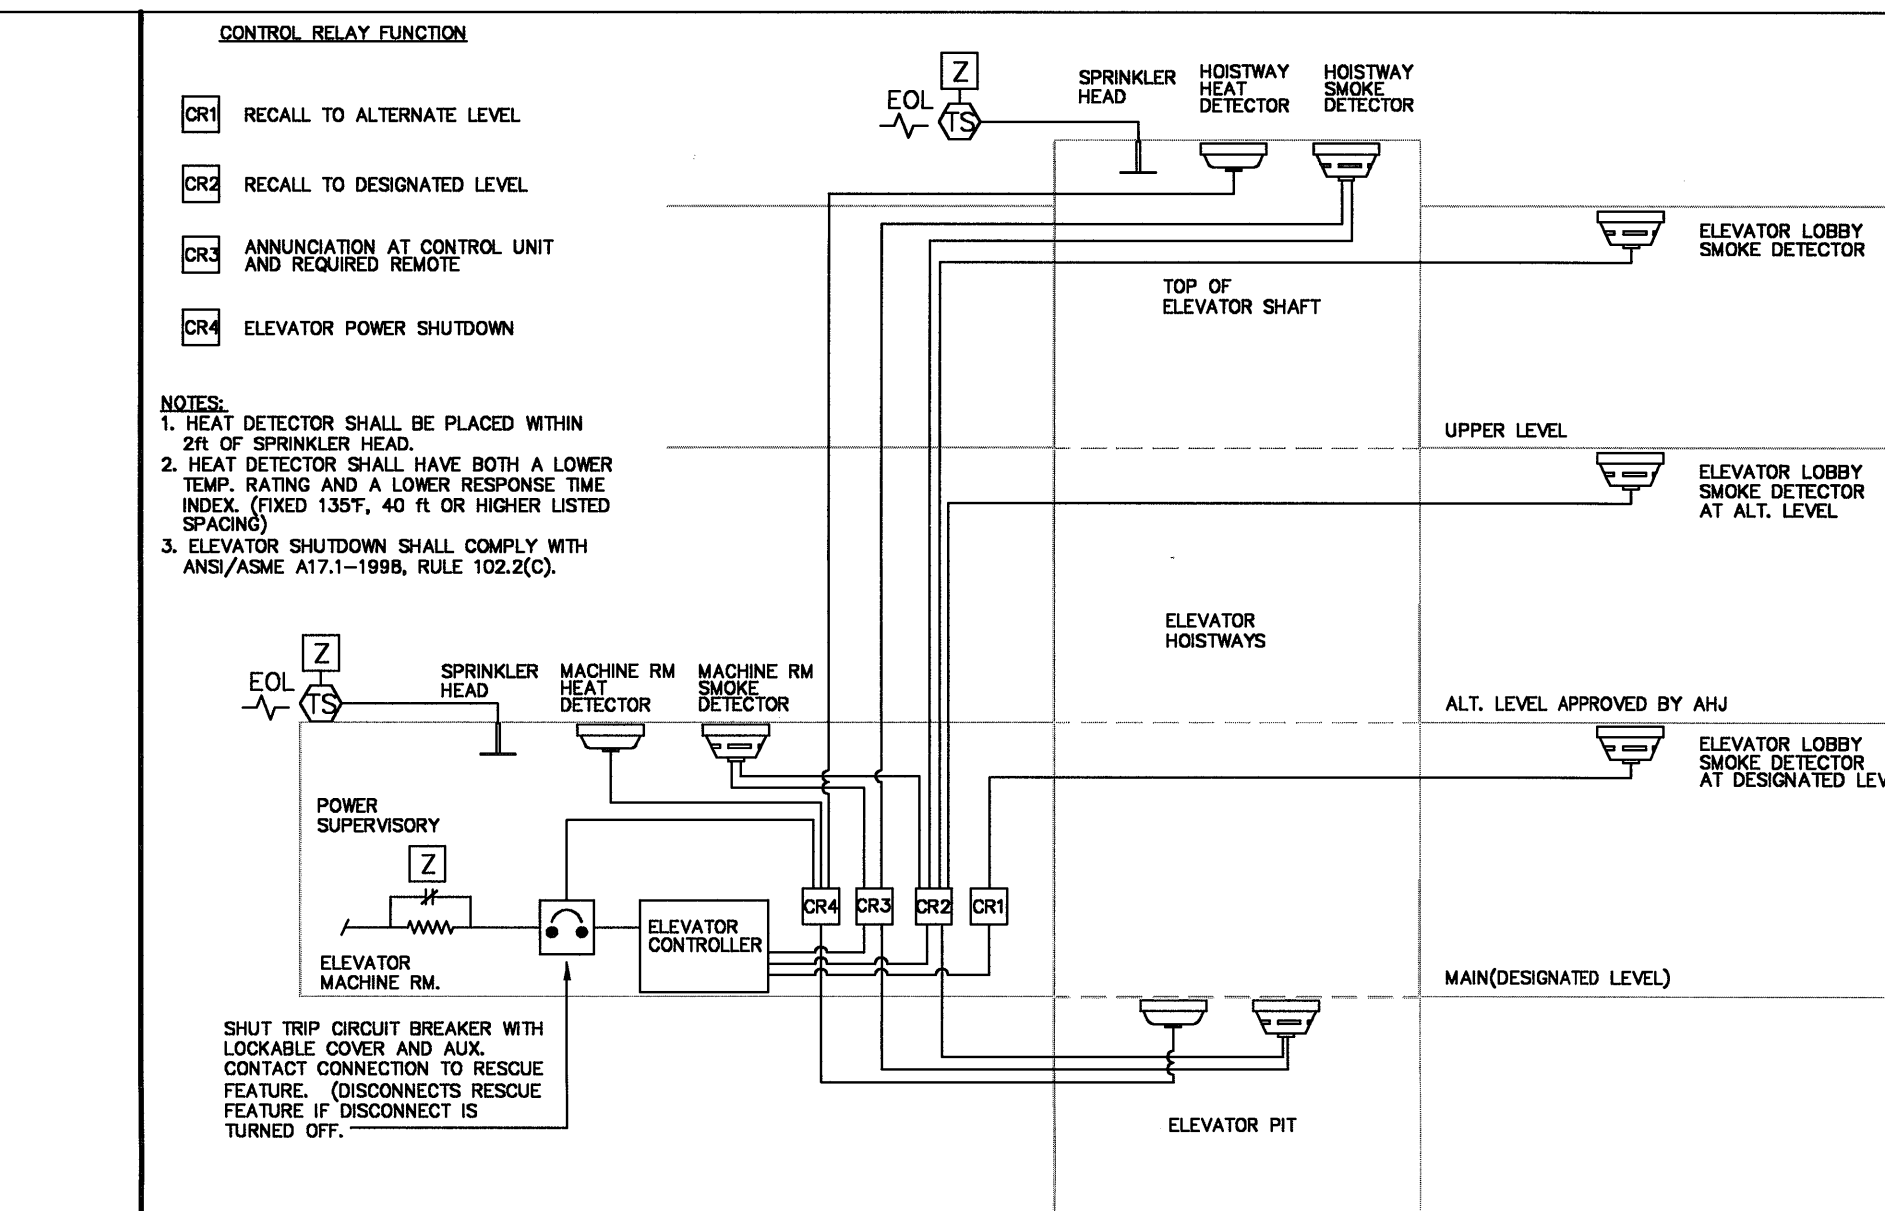 CONTROL RELAY FUNCTION
CR1 RECALL TO ALTERNATE LEVEL
CR2 RECALL TO DESIGNATED LEVEL
CR3 ANNUNCIATION AT CONTROL UNIT
AND REQUIRED REMOTE
CR4 ELEVATOR POWER SHUTDOWN
NOTES:
1. HEAT DETECTOR SHALL BE PLACED WITHIN
2ft OF SPRINKLER HEAD.
2. HEAT DETECTOR SHALL HAVE BOTH A LOWER
TEMP. RATING AND A LOWER RESPONSE TIME
INDEX. (FIXED 135°F, 40 ft OR HIGHER LISTED
SPACING)
3. ELEVATOR SHUTDOWN SHALL COMPLY WITH
ANSI/ASME A17.1-1998, RULE 102.2(C).
Z
EOL
TS
SPRINKLER
HEAD
HOISTWAY
HEAT
DETECTOR
HOISTWAY
SMOKE
DETECTOR
ELEVATOR LOBBY
SMOKE DETECTOR
TOP OF
ELEVATOR SHAFT
UPPER LEVEL
ELEVATOR LOBBY
SMOKE DETECTOR
AT ALT. LEVEL
ELEVATOR
HOISTWAYS
ALT. LEVEL APPROVED BY AHJ
ELEVATOR LOBBY
SMOKE DETECTOR
AT DESIGNATED LEV
Z
EOL
TS
SPRINKLER
HEAD
MACHINE RM
HEAT
DETECTOR
MACHINE RM
SMOKE
DETECTOR
POWER
SUPERVISORY
Z
ELEVATOR
MACHINE RM.
ELEVATOR
CONTROLLER
CR4 CR3 CR2 CR1
MAIN(DESIGNATED LEVEL)
SHUT TRIP CIRCUIT BREAKER WITH
LOCKABLE COVER AND AUX.
CONTACT CONNECTION TO RESCUE
FEATURE. (DISCONNECTS RESCUE
FEATURE IF DISCONNECT IS
TURNED OFF.
ELEVATOR PIT